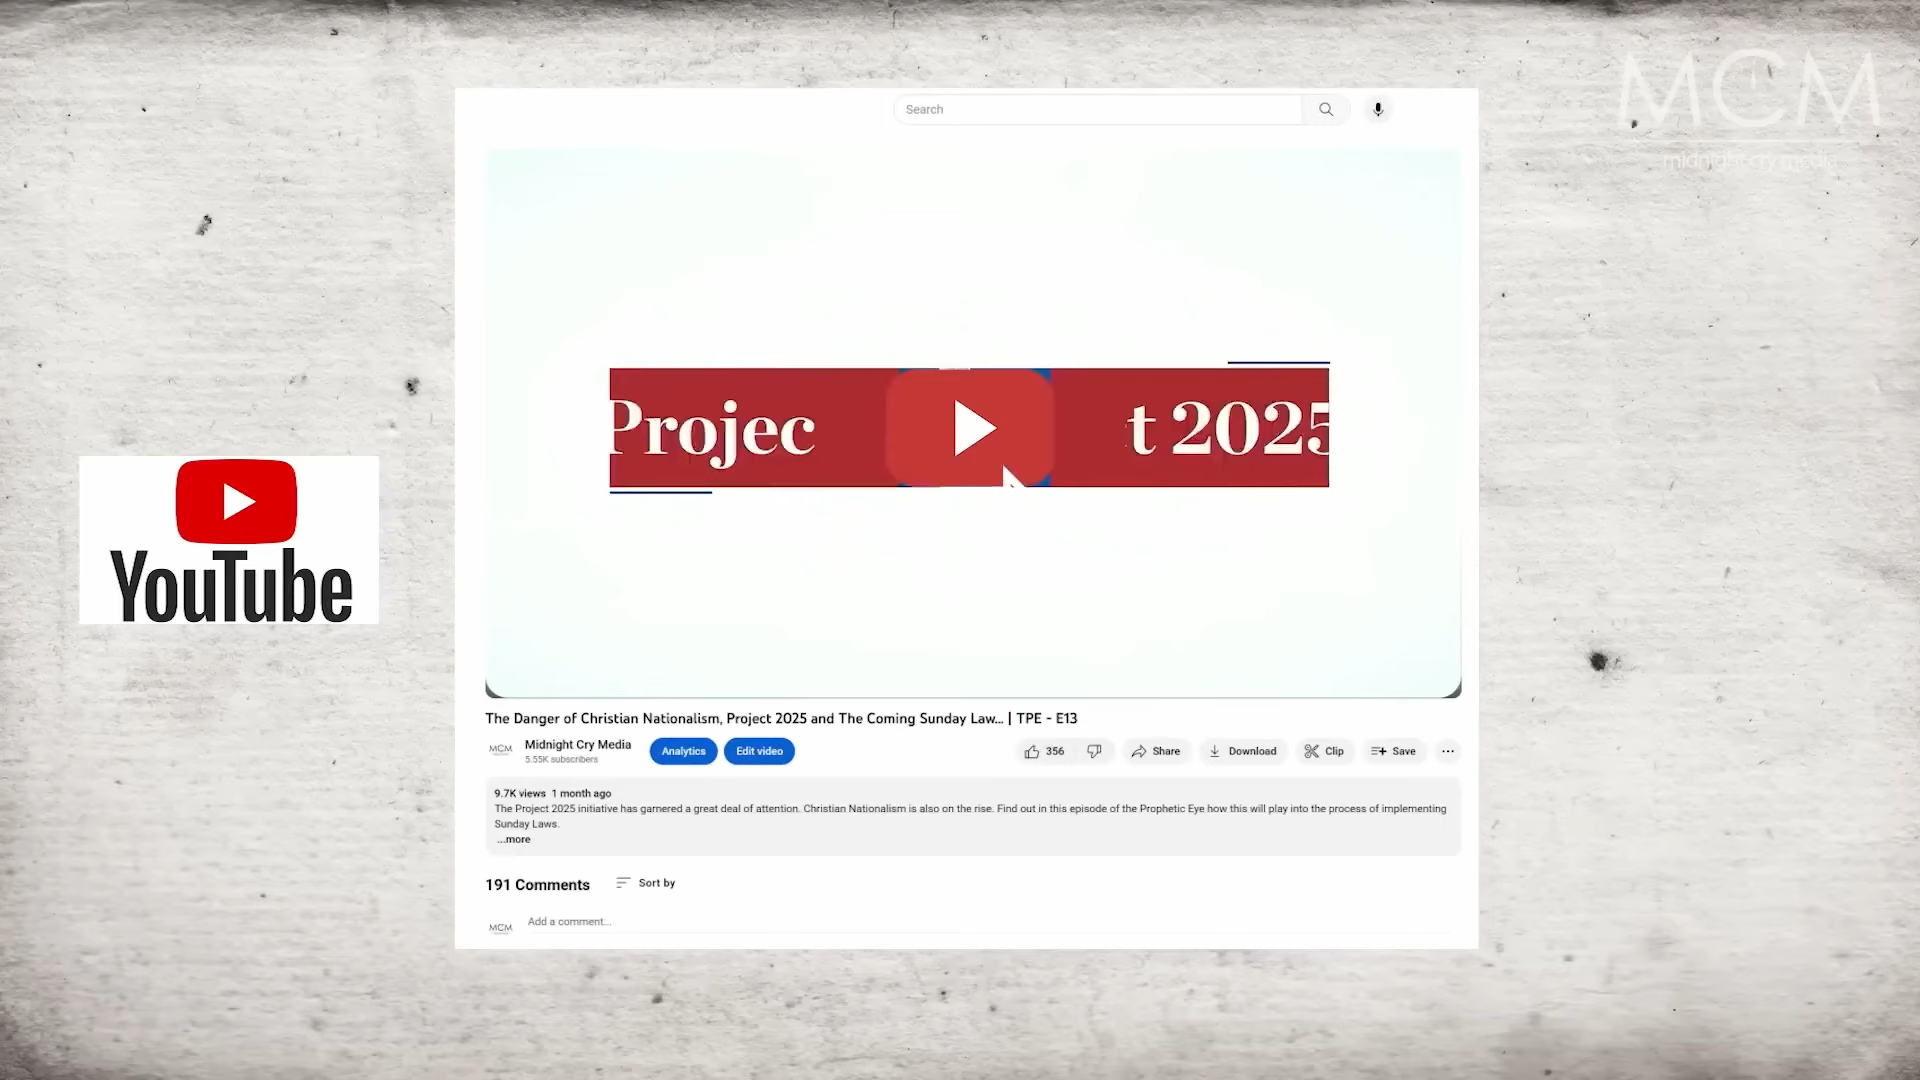 MCM
midnight cry media
Search
Projec t 2025
YouTube
The Danger of Christian Nationalism, Project 2025 and The Coming Sunday Law... | TPE - E13
MCM
Midnight Cry Media
5.55K subscribers
Analytics
Edit video
356
Share
Download
Clip
Save
9.7K views 1 month ago
The Project 2025 initiative has garnered a great deal of attention. Christian Nationalism is also on the rise. Find out in this episode of the Prophetic Eye how this will play into the process of implementing
Sunday Laws.
...more
191 Comments
Sort by
MCM
Add a comment...